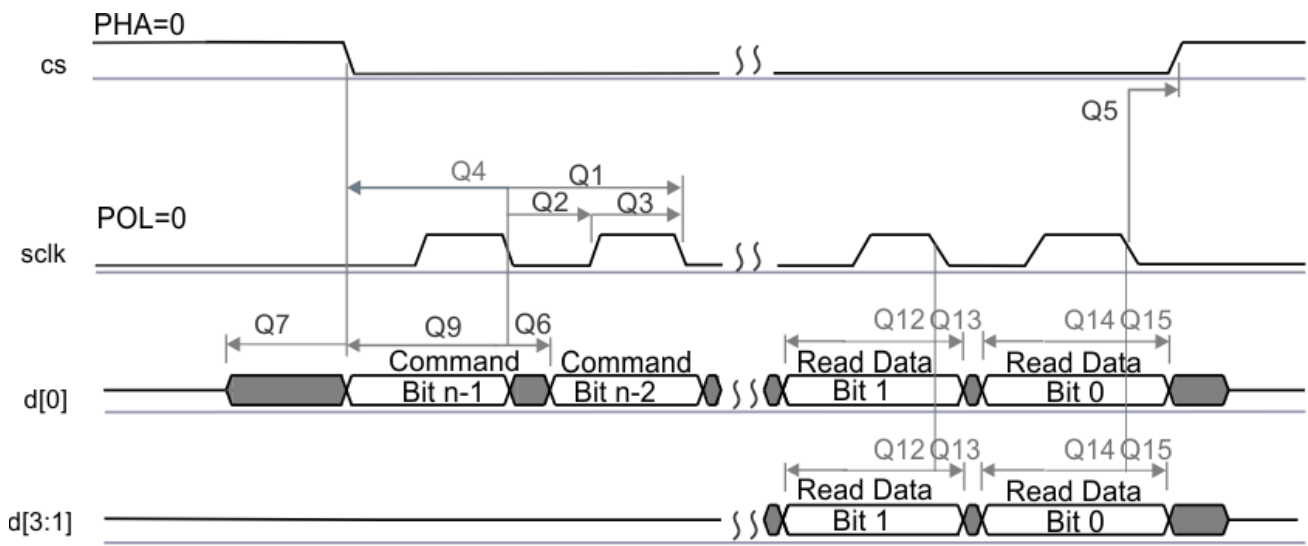 PHA=0
cs
Q5
Q4 Q1
Q2 Q3
POL=0
sclk
Q7 Q9 Q6 Q12 Q13 Q14 Q15
Command Command Read Data Read Data
d[0] Bit n-1 Bit n-2 Bit 1 Bit 0
Q12 Q13 Q14 Q15
Read Data Read Data
d[3:1] Bit 1 Bit 0